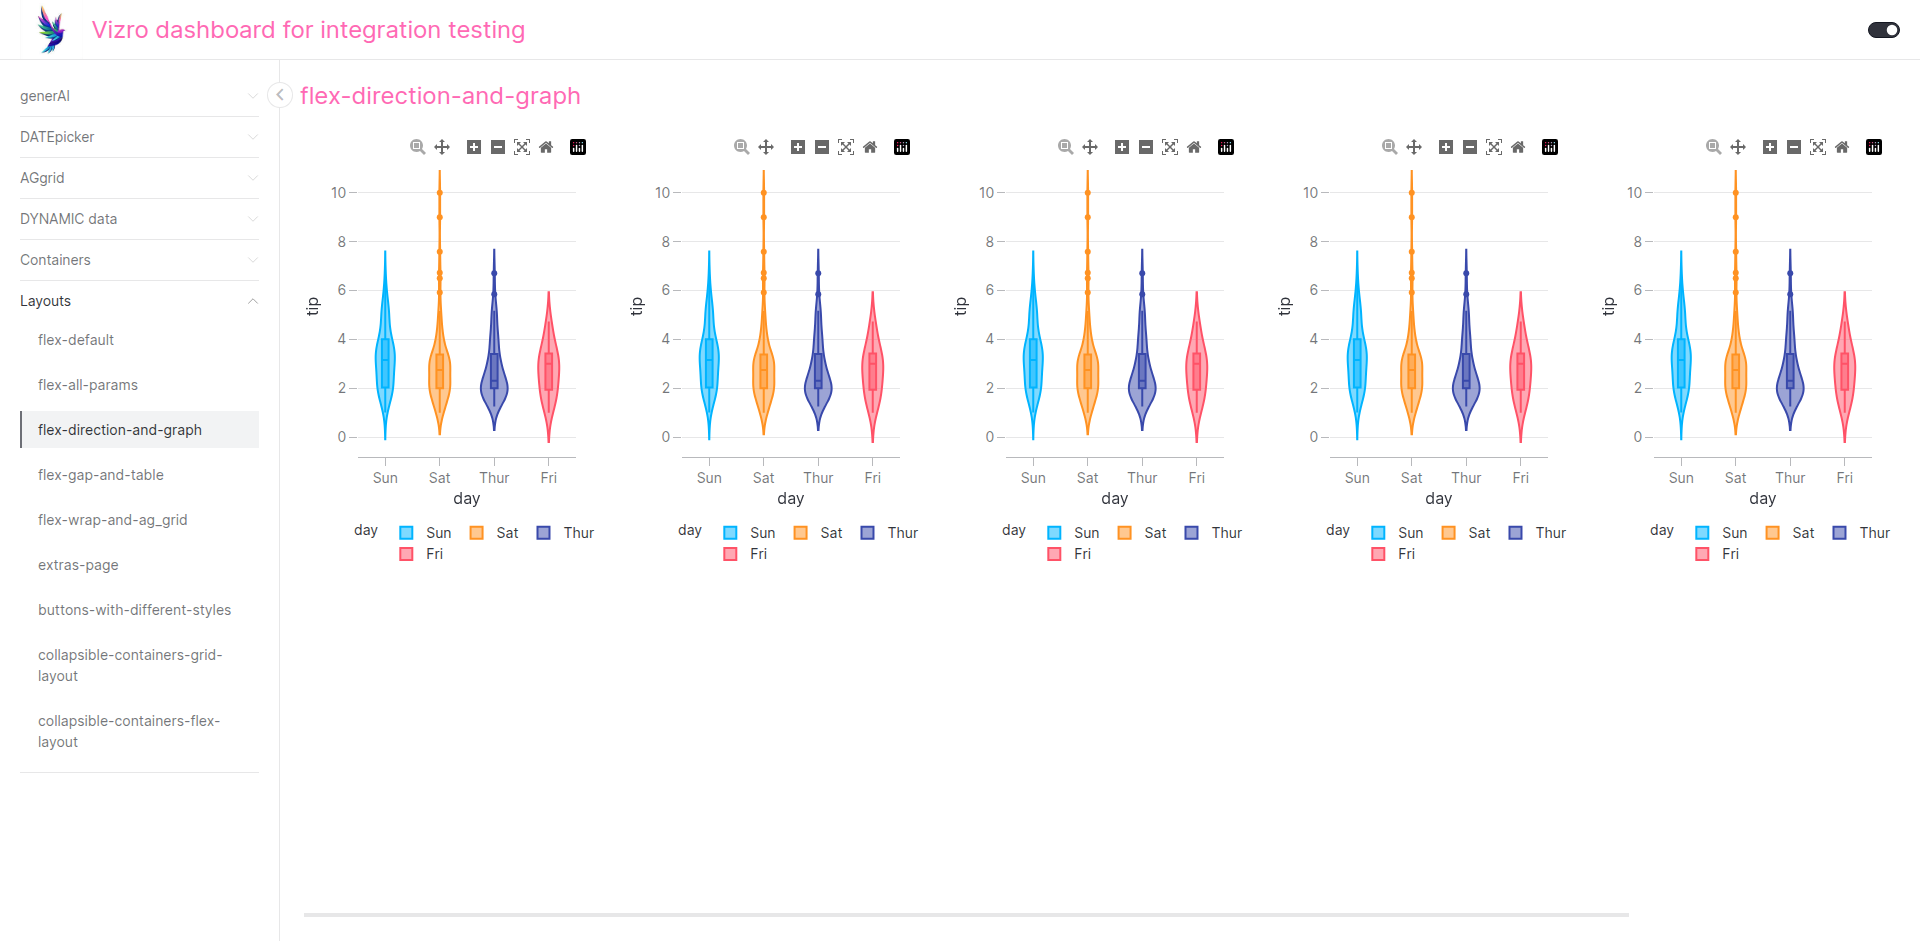 Vizro dashboard for integration testing
generAI
DATEpicker
AGgrid
DYNAMIC data
Containers
Layouts
flex-default
flex-all-params
flex-direction-and-graph
flex-gap-and-table
flex-wrap-and-ag_grid
extras-page
buttons-with-different-styles
collapsible-containers-grid-
layout
collapsible-containers-flex-
layout
flex-direction-and-graph
10
8
6
4
2
0
tip
Sun Sat Thur Fri
day
day Sun Sat Thur
Fri
10
8
6
4
2
0
tip
Sun Sat Thur Fri
day
day Sun Sat Thur
Fri
10
8
6
4
2
0
tip
Sun Sat Thur Fri
day
day Sun Sat Thur
Fri
10
8
6
4
2
0
tip
Sun Sat Thur Fri
day
day Sun Sat Thur
Fri
10
8
6
4
2
0
tip
Sun Sat Thur Fri
day
day Sun Sat Thur
Fri